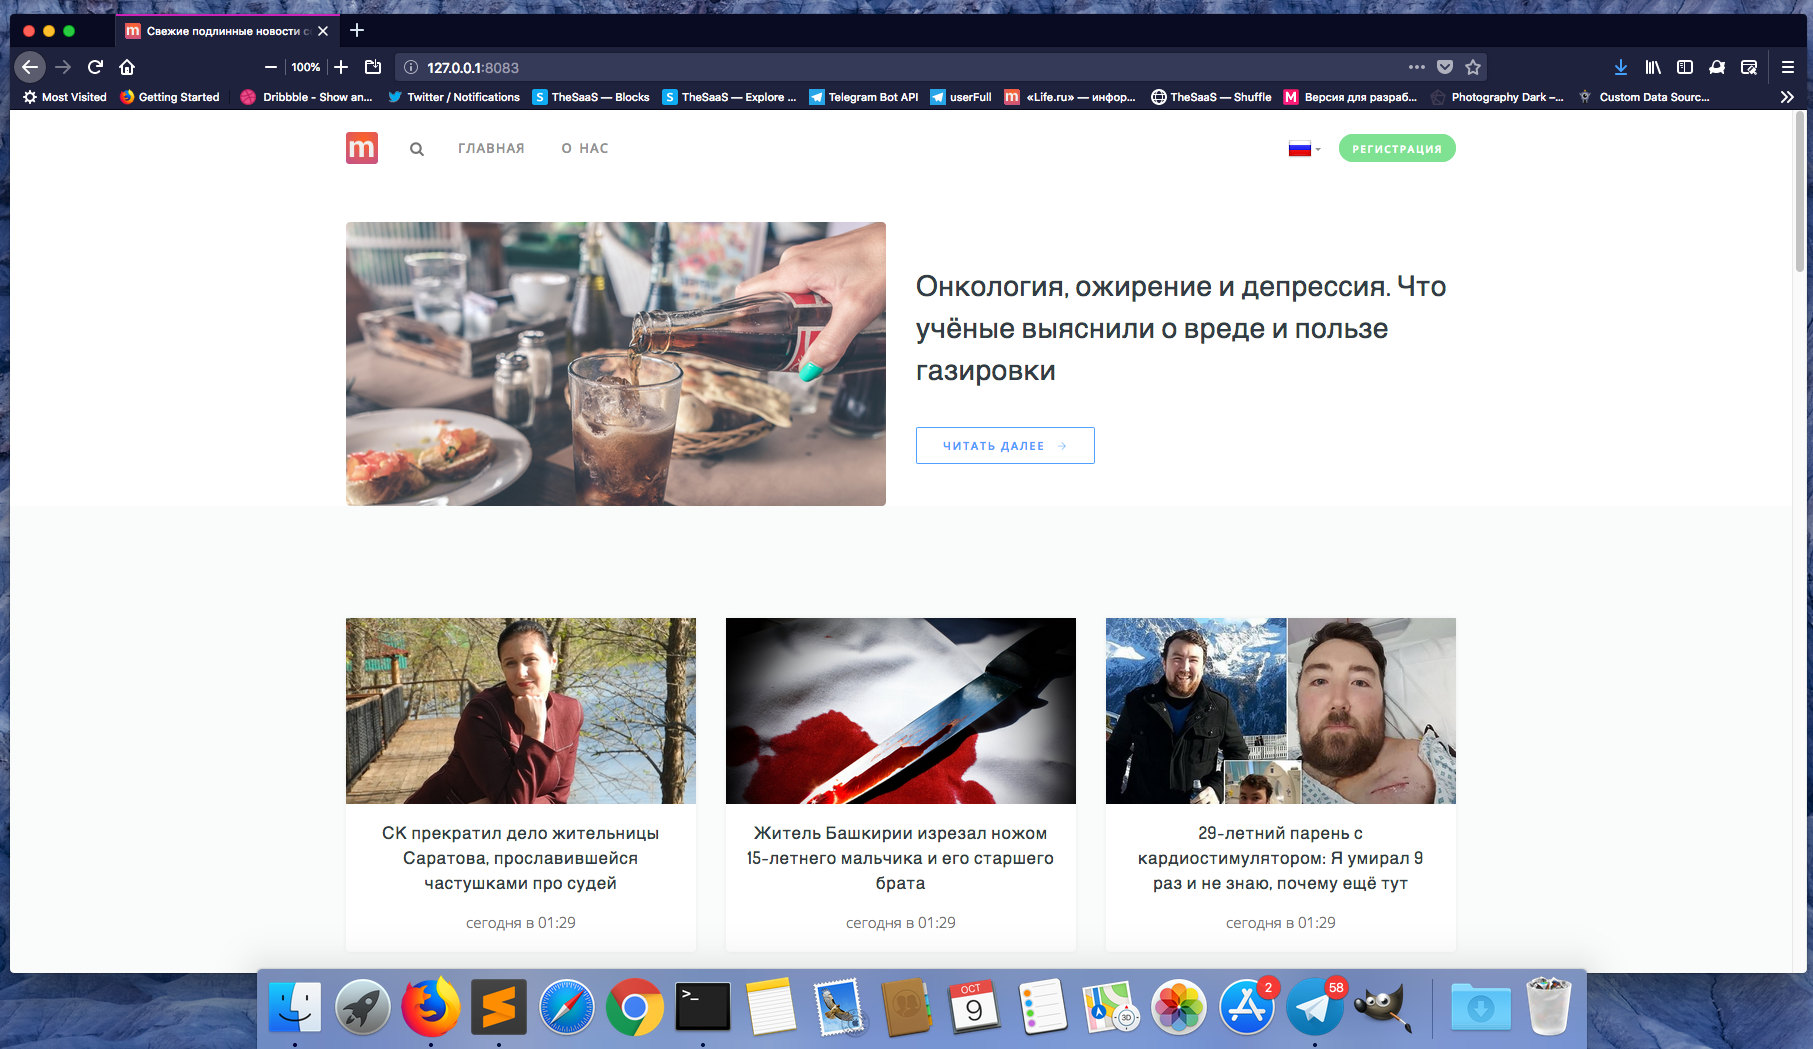 m Свежие подлинные новости с
100%
127.0.0.1:8083
Most Visited
Getting Started
Dribbble - Show an...
Twitter / Notifications
S TheSaaS — Blocks
S TheSaaS — Explore ...
Telegram Bot API
userFull
m «Life.ru» — инфор...
TheSaaS — Shuffle
M Версия для разраб...
Photography Dark –...
Custom Data Sourc...
m
ГЛАВНАЯ
О НАС
РЕГИСТРАЦИЯ
Онкология, ожирение и депрессия. Что
учёные выяснили о вреде и пользе
газировки
ЧИТАТЬ ДАЛЕЕ
СК прекратил дело жительницы
Саратова, прославившейся
частушками про судей
сегодня в 01:29
Житель Башкирии изрезал ножом
15-летнего мальчика и его старшего
брата
сегодня в 01:29
29-летний парень с
кардиостимулятором: Я умирал 9
раз и не знаю, почему ещё тут
сегодня в 01:29
>_
OCT
9
3D
2
58